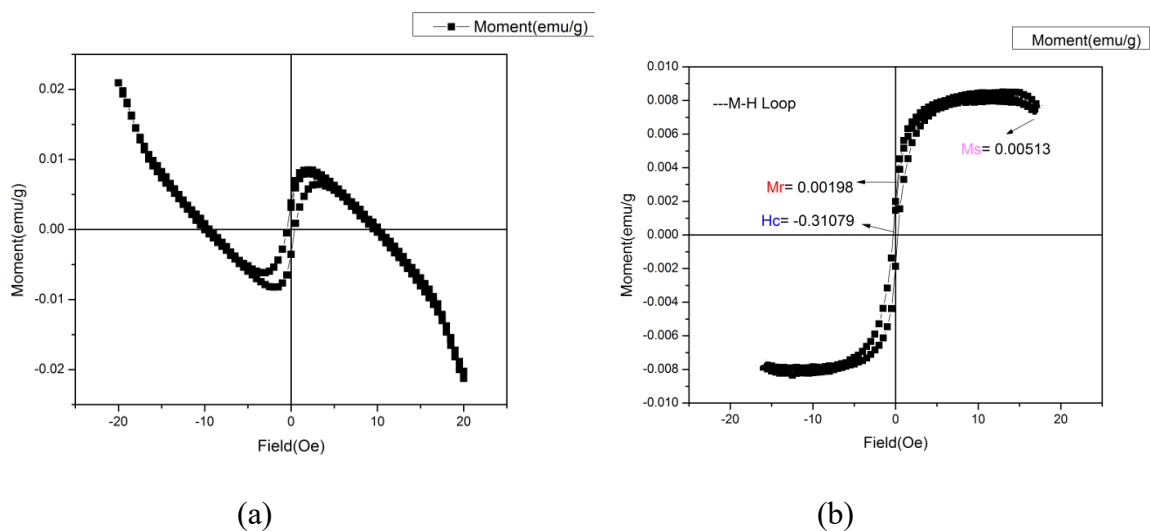 Moment(emu/g)
0.02
0.01
0.00
-0.01
-0.02
-20
-10
0
10
20
Moment(emu/g)
Field(Oe)
(a)
Moment(emu/g)
0.010
0.008
0.006
0.004
0.002
0.000
-0.002
-0.004
-0.006
-0.008
-0.010
---M-H Loop
Ms= 0.00513
Mr= 0.00198
Hc= -0.31079
-20
-10
0
10
20
Moment(emu/g)
Field(Oe)
(b)